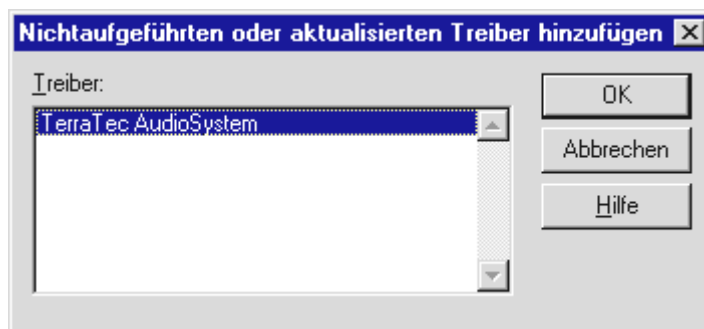 Nichtaufgeführten oder aktualisierten Treiber hinzufügen
Treiber:
TerraTec AudioSystem
OK
Abbrechen
Hilfe